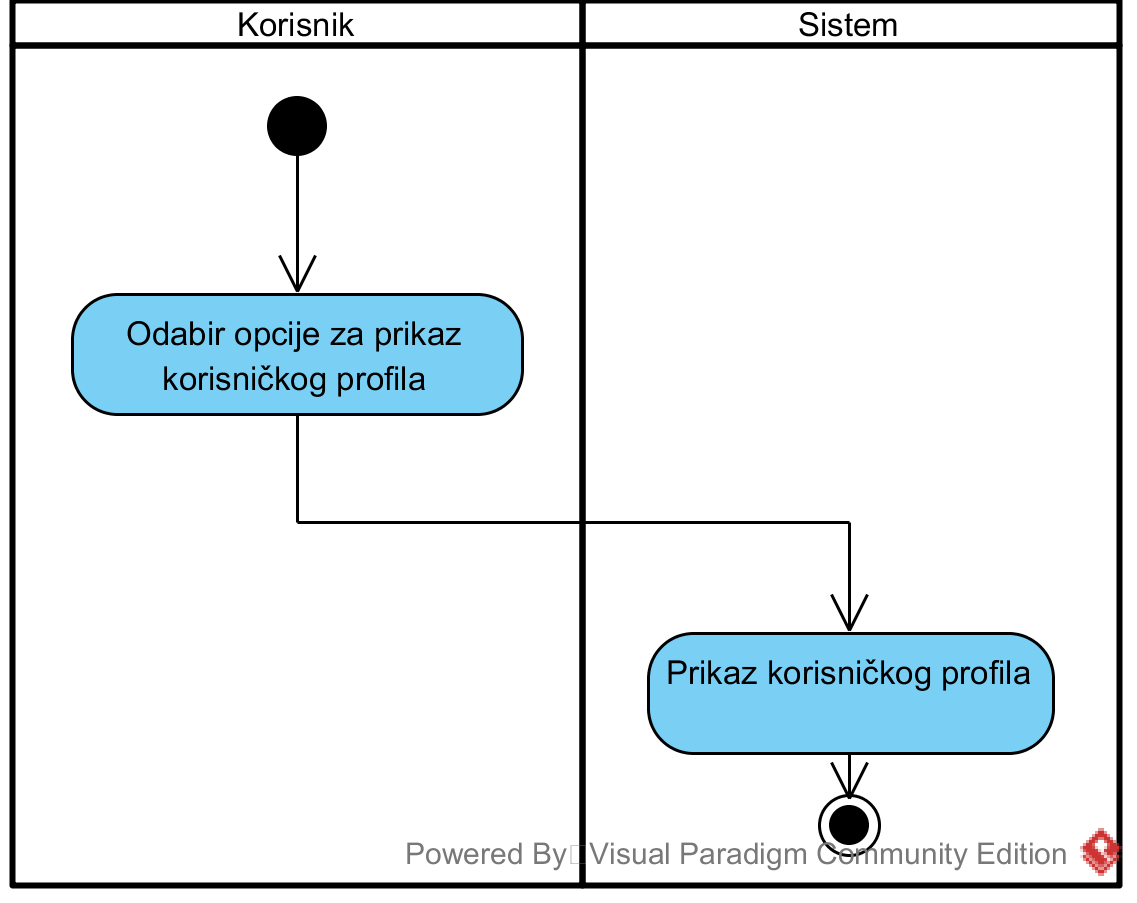 Korisnik
Sistem
Odabir opcije za prikaz
korisničkog profila
Prikaz korisničkog profila
Powered By Visual Paradigm Community Edition